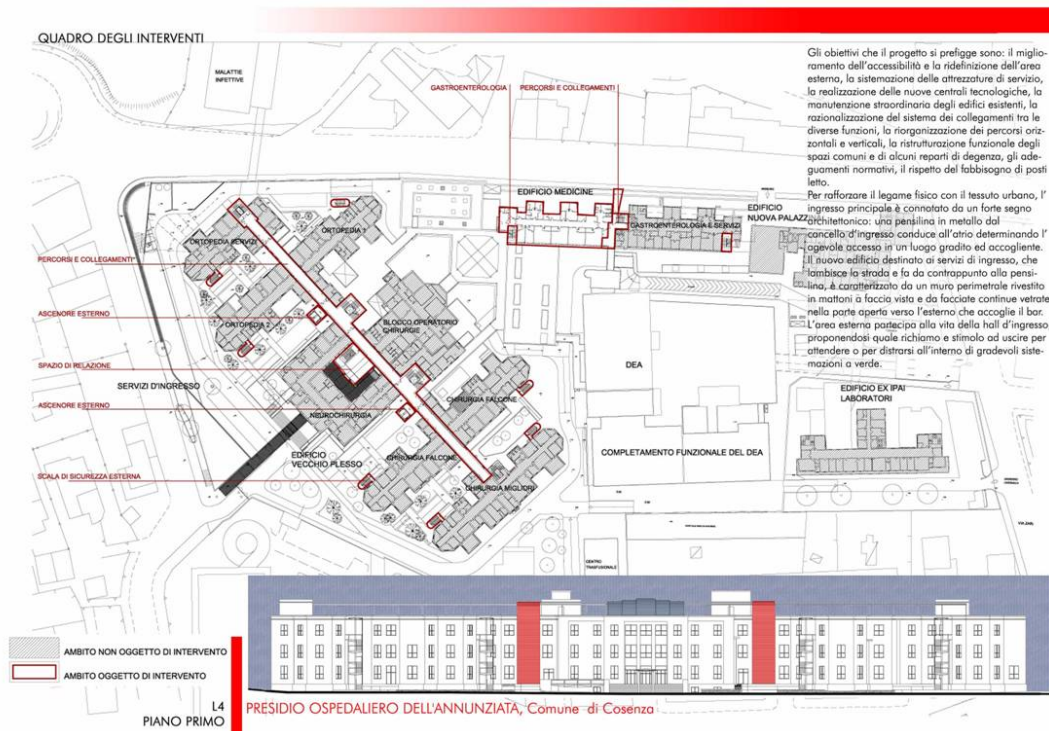 QUADRO DEGLI INTERVENTI
Gli obiettivi che il progetto si prefigge sono: il miglio-
ramento dell'accessibilità e la ridefinizione dell'area
esterna, la sistemazione delle attrezzature di servizio,
la realizzazione delle nuove centrali tecnologiche, la
manutenzione straordinaria degli edifici esistenti, la
razionalizzazione del sistema dei collegamenti tra le
diverse funzioni, la riorganizzazione dei percorsi oriz-
zontali e verticali, la ristrutturazione funzionale degli
spazi comuni e di alcuni reparti di degenza, gli ade-
guamenti normativi, il rispetto del fabbisogno di posti
letto.
Per rafforzare il legame fisico con il tessuto urbano, l'
ingresso principale è connotato da un forte segno
architettonico: una pensilina in metallo dal
cancello d'ingresso conduce all'atrio determinando l'
agevole accesso in un luogo gradito ed accogliente.
Il nuovo edificio destinato ai servizi di ingresso, che
lambisce la strada e fa da contrappunto alla pensi-
lina, è caratterizzato da un muro perimetrale rivestito
in mattoni a faccia vista e da facciate continue vetrate
nella parte aperta verso l'esterno che accoglie il bar.
L'area esterna partecipa alla vita della hall d'ingresso,
proponendosi quale richiamo e stimolo ad uscire per
attendere o per distrarsi all'interno di gradevoli siste-
mazioni a verde.
MALATTIE
INFETTIVE
GASTROENTEROLOGIA
PERCORSI E COLLEGAMENTI
EDIFICIO MEDICINE
EDIFICIO
NUOVA PALAZZ
GASTROENTEROLOGIA E SERVIZI
ORTOPEDIA 1
ORTOPEDIA SERVIZI
PERCORSI E COLLEGAMENTI
ASCENORE ESTERNO
ORTOPEDIA 2
BLOCCO OPERATORIO
CHIRURGIE
SPAZIO DI RELAZIONE
DEA
SERVIZI D'INGRESSO
EDIFICIO EX IPAI
LABORATORI
ASCENORE ESTERNO
NEUROCHIRURGIA
CHIRURGIA FALCONE
EDIFICIO
VECCHIO PLESSO
CHIRURGIA FALCONE
COMPLETAMENTO FUNZIONALE DEL DEA
SCALA DI SICUREZZA ESTERNA
CHIRURGIA MIGLIORI
CENTRO
TRASFUSIONALE
AMBITO NON OGGETTO DI INTERVENTO
AMBITO OGGETTO DI INTERVENTO
L4
PIANO PRIMO
PRESIDIO OSPEDALIERO DELL'ANNUNZIATA, Comune di Cosenza